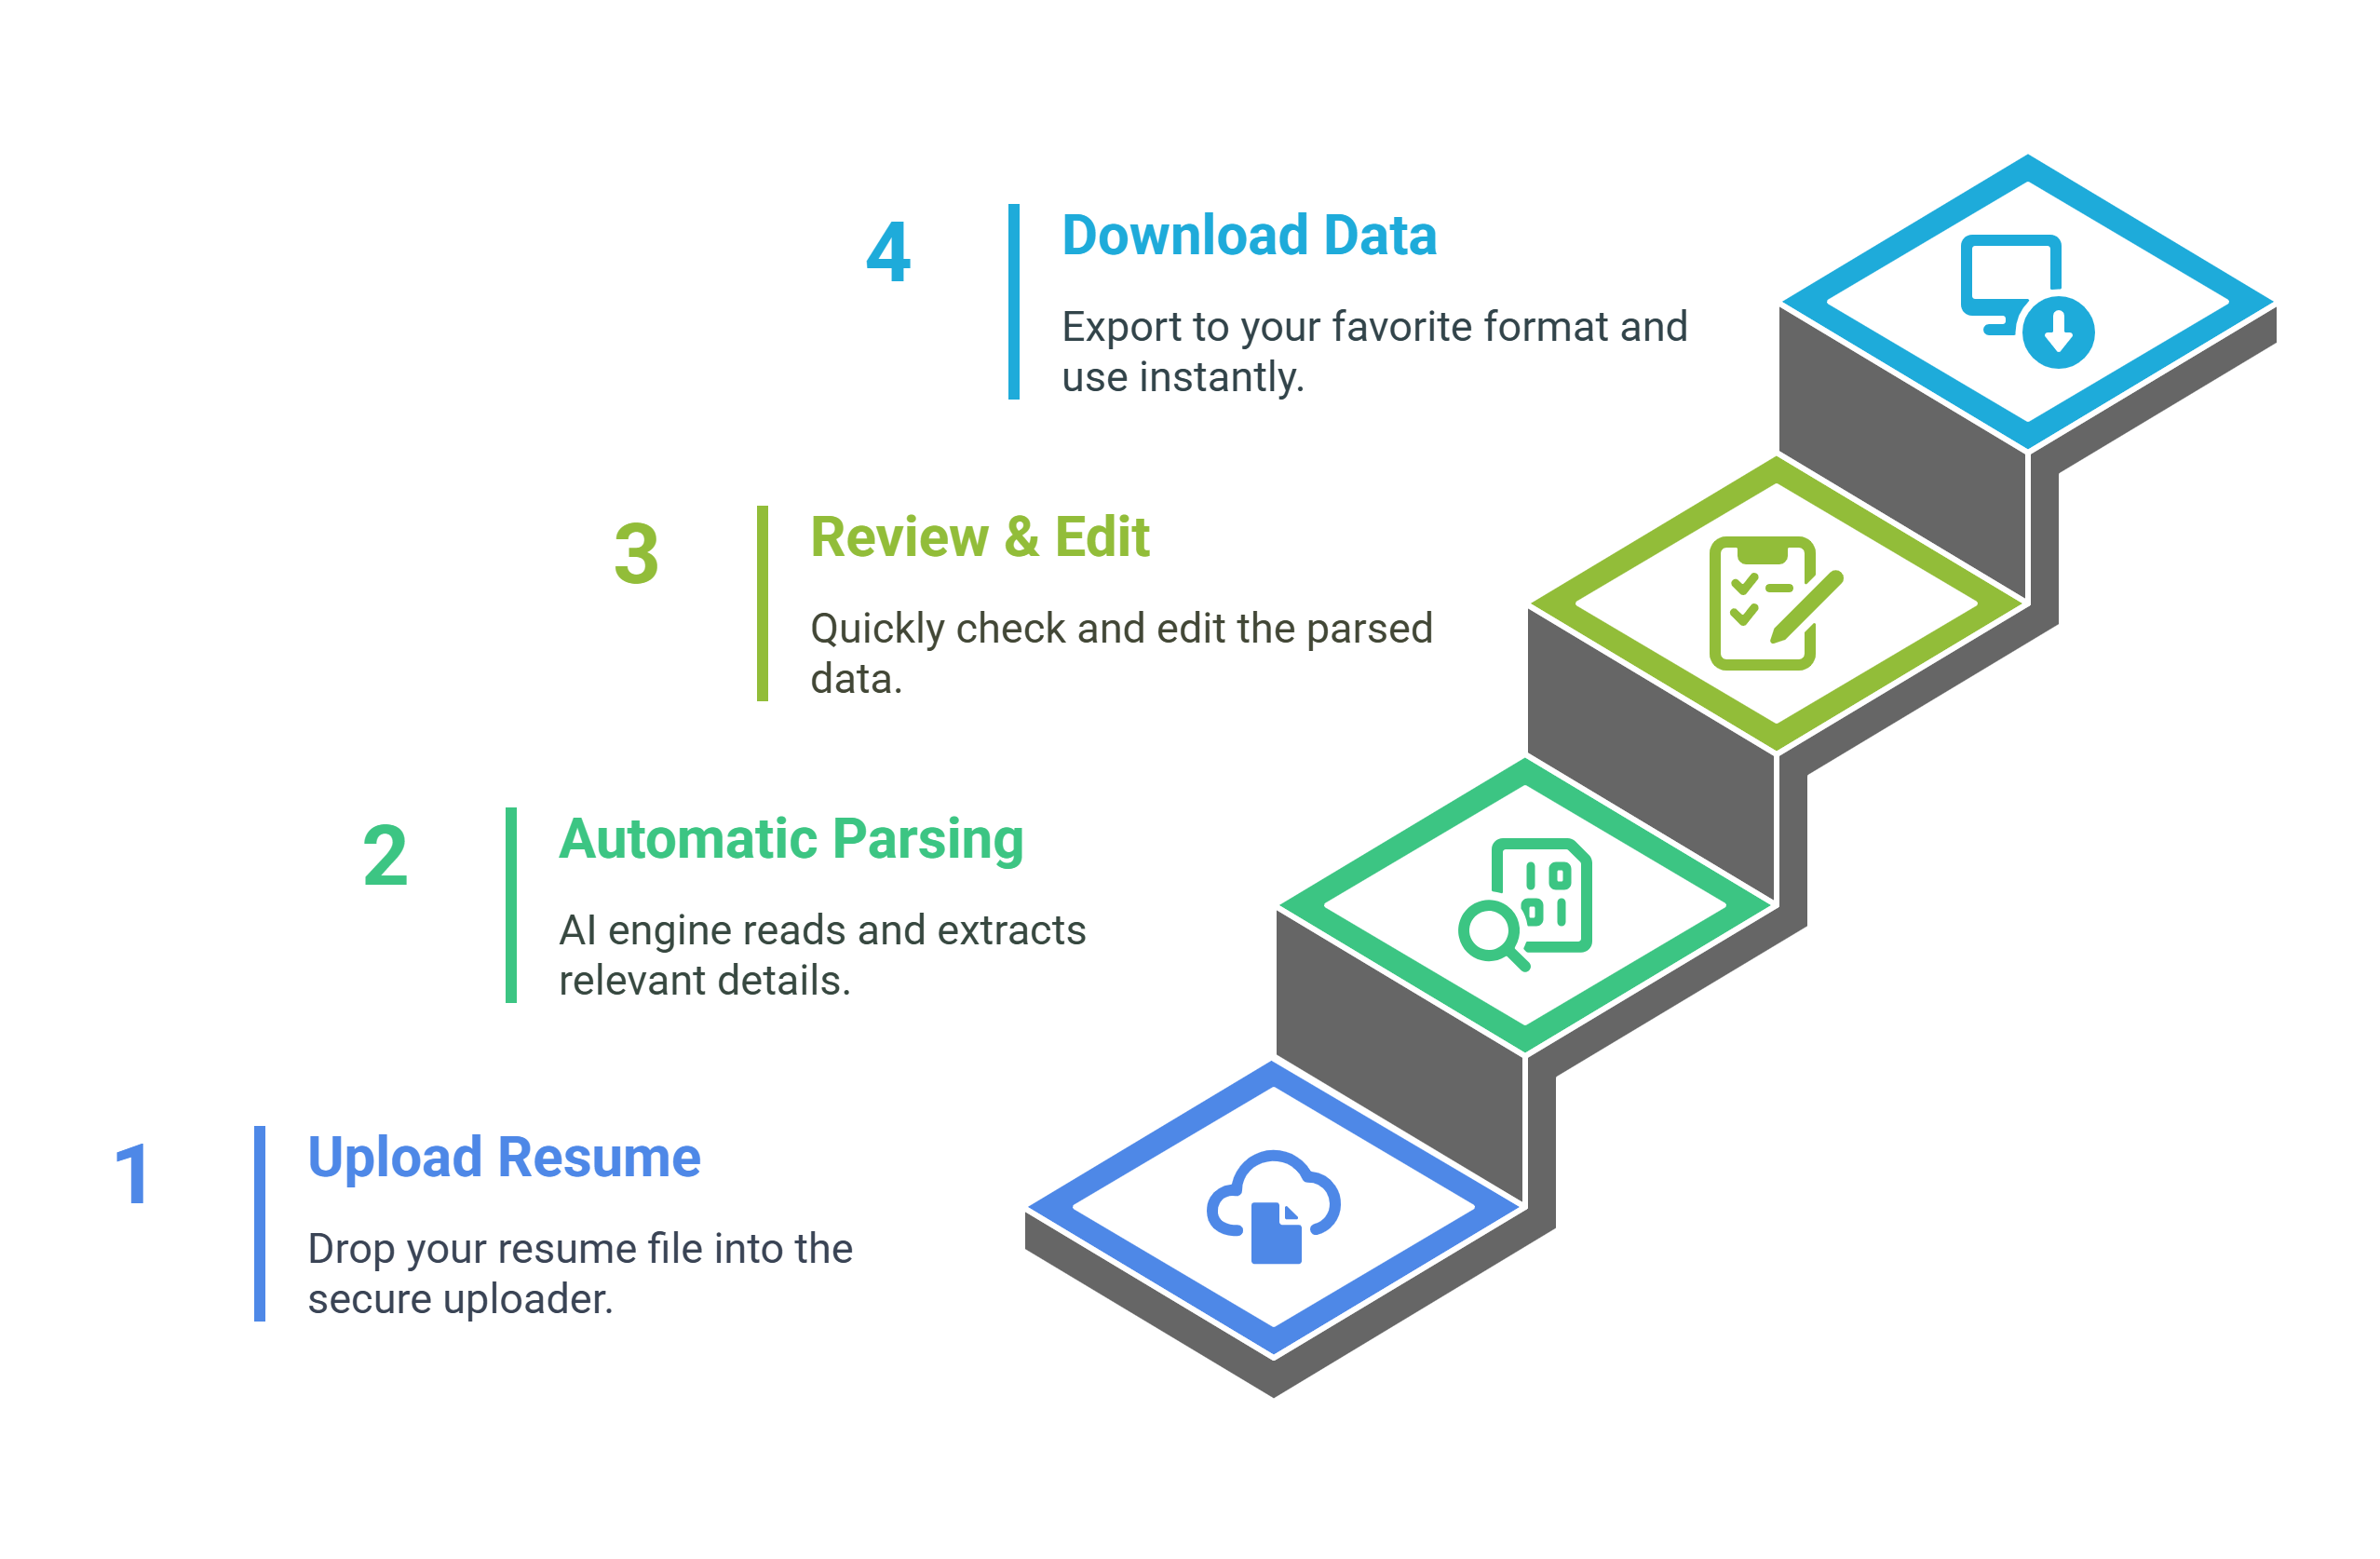 4
Download Data
Export to your favorite format and
use instantly.
3
Review & Edit
Quickly check and edit the parsed
data.
2
Automatic Parsing
AI engine reads and extracts
relevant details.
1
Upload Resume
Drop your resume file into the
secure uploader.